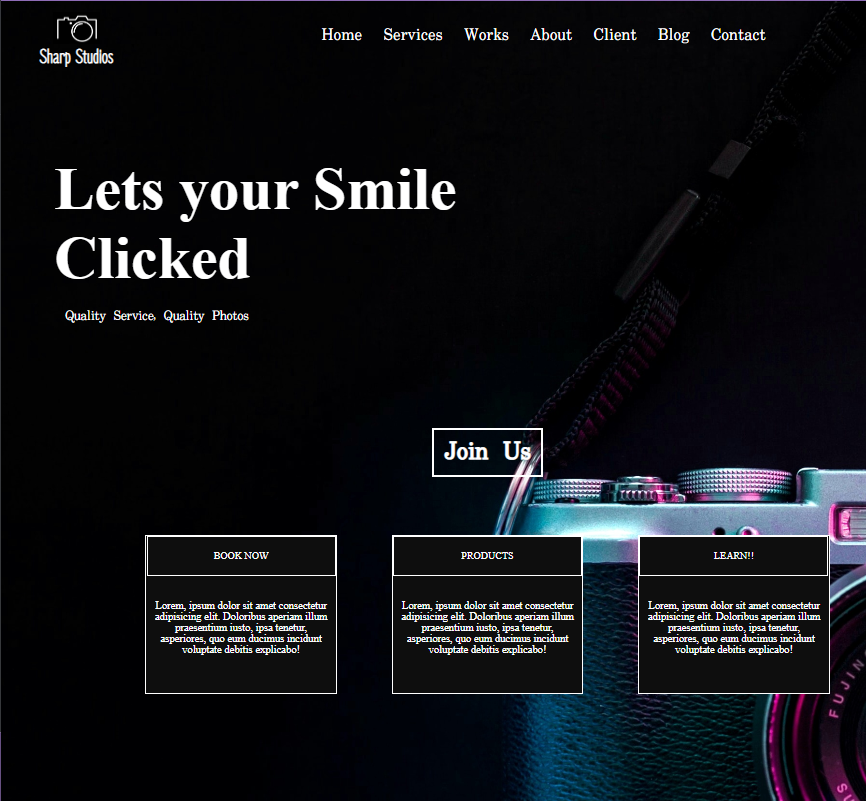 Sharp Studios
Home Services Works About Client Blog Contact
Lets your Smile
Clicked
Quality Service, Quality Photos
Join Us
BOOK NOW
Lorem, ipsum dolor sit amet consectetur
adipisicing elit. Doloribus aperiam illum
praesentium iusto, ipsa tenetur,
asperiores, quo eum ducimus incidunt
voluptate debitis explicabo!
PRODUCTS
Lorem, ipsum dolor sit amet consectetur
adipisicing elit. Doloribus aperiam illum
praesentium iusto, ipsa tenetur,
asperiores, quo eum ducimus incidunt
voluptate debitis explicabo!
LEARN!!
Lorem, ipsum dolor sit amet consectetur
adipisicing elit. Doloribus aperiam illum
praesentium iusto, ipsa tenetur,
asperiores, quo eum ducimus incidunt
voluptate debitis explicabo!